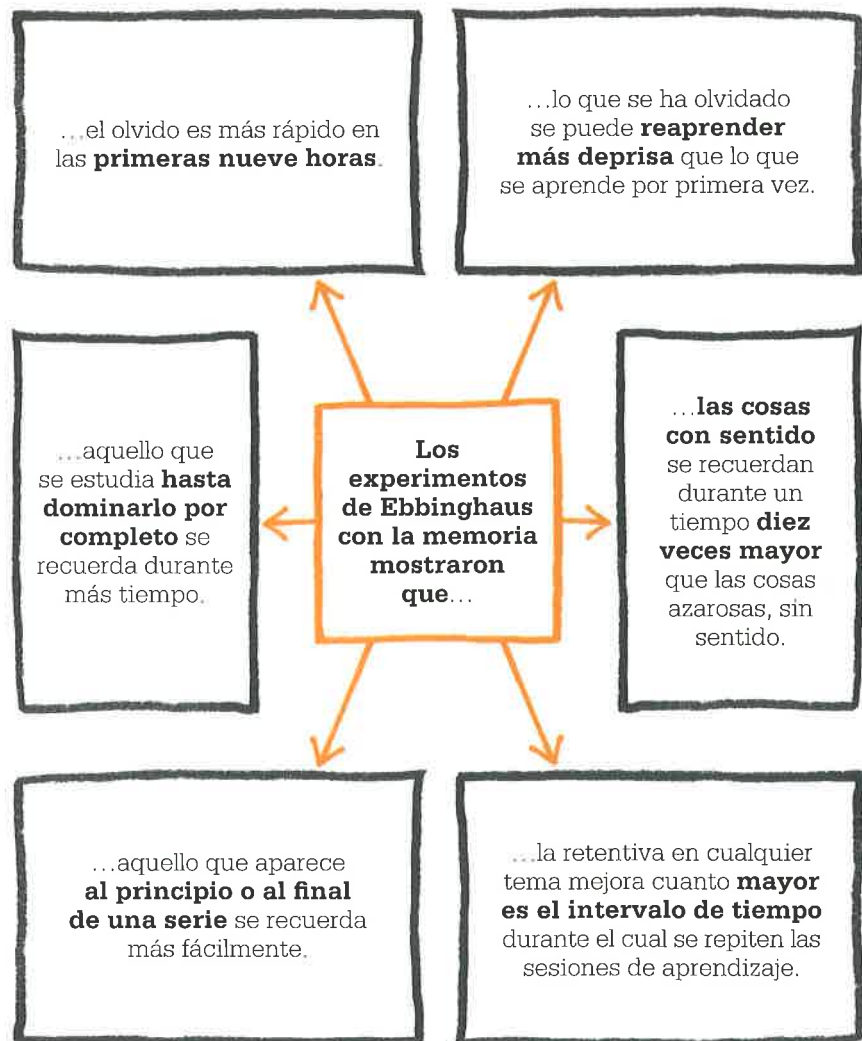 …el olvido es más rápido en
las primeras nueve horas.
…lo que se ha olvidado
se puede reaprender
más deprisa que lo que
se aprende por primera vez.
…aquello que
se estudia hasta
dominarlo por
completo se
recuerda durante
más tiempo.
Los
experimentos
de Ebbinghaus
con la memoria
mostraron
que…
…las cosas
con sentido
se recuerdan
durante un
tiempo diez
veces mayor
que las cosas
azarosas, sin
sentido.
…aquello que aparece
al principio o al final
de una serie se recuerda
más fácilmente.
…la retentiva en cualquier
tema mejora cuanto mayor
es el intervalo de tiempo
durante el cual se repiten las
sesiones de aprendizaje.